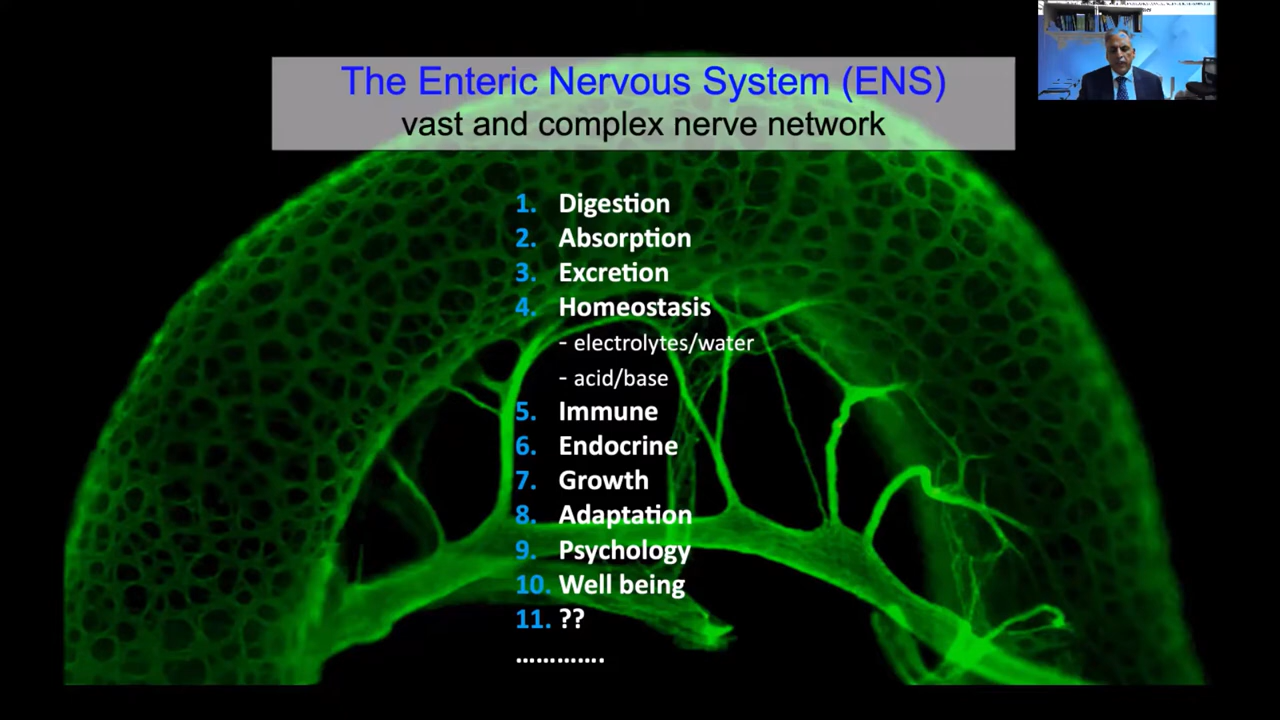 The Enteric Nervous System (ENS)
vast and complex nerve network
1. Digestion
2. Absorption
3. Excretion
4. Homeostasis
- electrolytes/water
- acid/base
5. Immune
6. Endocrine
7. Growth
8. Adaptation
9. Psychology
10. Well being
11. ??
.............